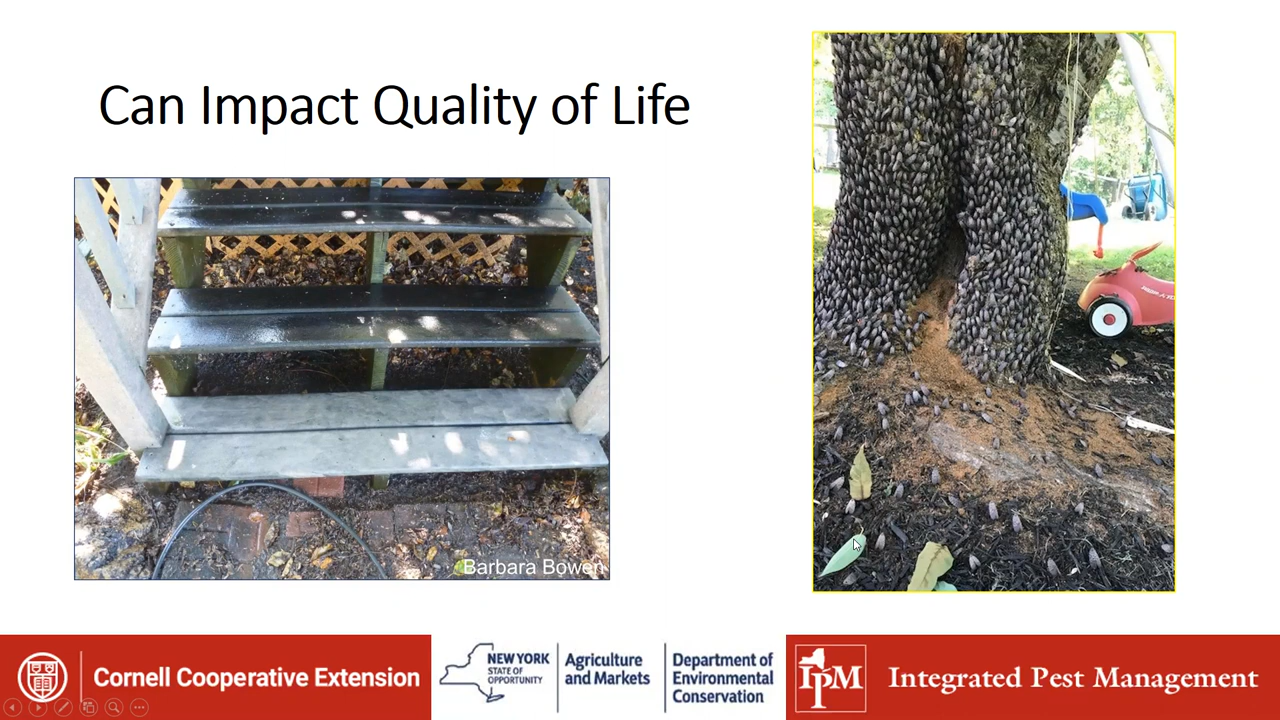 Can Impact Quality of Life
Barbara Bowen
Cornell Cooperative Extension
NEW YORK
STATE OF
OPPORTUNITY
Agriculture
and Markets
Department of
Environmental
Conservation
IPM
Integrated Pest Management